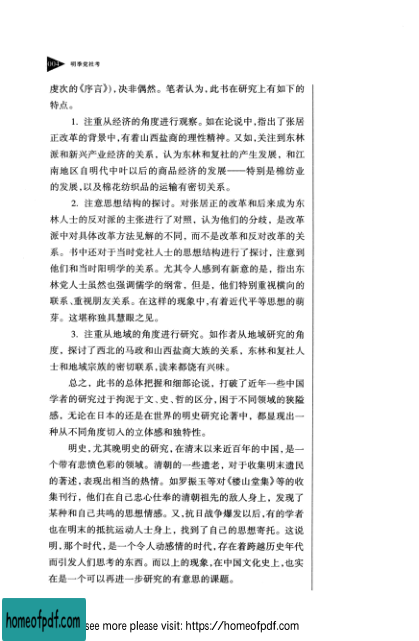 004 明季党社考
虔次的《序言》),决非偶然。笔者认为,此书在研究上有如下的
特点。
1. 注重从经济的角度进行观察。如在论说中,指出了张居
正改革的背景中,有着山西盐商的理性精神。又如,关注到东林
派和新兴产业经济的关系,认为东林和复社的产生发展,和江
南地区自明代中叶以后的商品经济的发展——特别是棉纺业
的发展,以及棉花纺织品的运输有密切关系。
2. 注意思想结构的探讨。对张居正的改革和后来成为东
林人士的反对派的主张进行了对照,认为他们的分歧,是改革
派中对具体改革方法见解的不同,而不是改革和反对改革的关
系。书中还对于当时党社人士的思想结构进行了探讨,注意到
他们和当时阳明学的关系。尤其令人感到有新意的是,指出东
林党人士虽然也强调儒学的纲常,但是,他们特别重视横向的
联系、重视朋友关系。在这样的现象中,有着近代平等思想的萌
芽。这堪称独具慧眼之见。
3. 注重从地域的角度进行研究。如作者从地域研究的角
度,探讨了西北的马政和山西盐商大族的关系,东林和复社人
士和地域宗族的密切联系,读来都饶有兴味。
总之,此书的总体把握和细部论说,打破了近年一些中国
学者的研究过于拘泥于文、史、哲的区分,困于不同领域的狭隘
感。无论在日本的还是在世界的明史研究论著中,都显现出一
种从不同角度切入的立体感和独特性。
明史,尤其晚明史的研究,在清末以来近百年的中国,是一
个带有悲愤色彩的领域。清朝的一些遗老,对于收集明末遗民
的著述,表现出相当的热情。如罗振玉等对《楼山堂集》等的收
集刊行,他们在自己忠心仕奉的清朝祖先的敌人身上,发现了
某种和自己共鸣的思想情感。又,抗日战争爆发以后,有的学者
也在明末的抵抗运动人士身上,找到了自己的思想寄托。这说
明,那个时代,是一个令人动感情的时代,存在着跨越历史年代
而引发人们思考的东西。而以上的现象,在中国文化史上,也实
在是一个可以再进一步研究的有意思的课题。
homeofpdf.com
see more please visit: https://homeofpdf.com